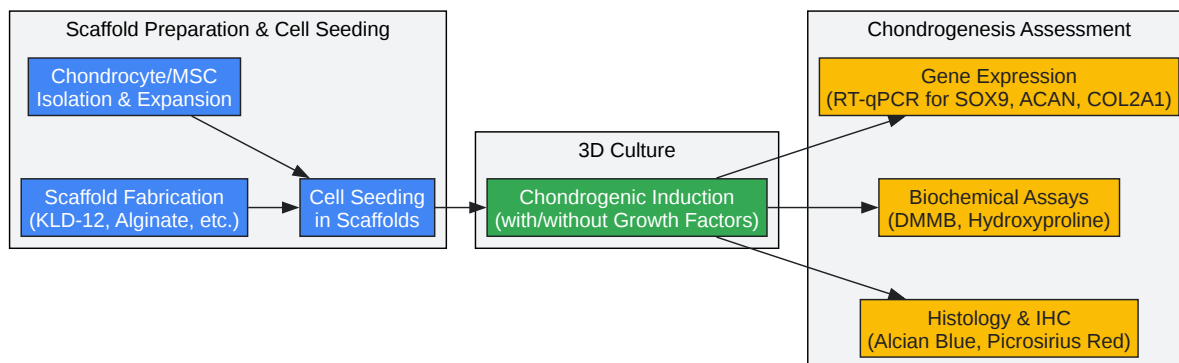 Scaffold Preparation & Cell Seeding
Chondrocyte/MSC
Isolation & Expansion
Scaffold Fabrication
(KLD-12, Alginate, etc.)
Cell Seeding
in Scaffolds
3D Culture
Chondrogenic Induction
(with/without Growth Factors)
Chondrogenesis Assessment
Gene Expression
(RT-qPCR for SOX9, ACAN, COL2A1)
Biochemical Assays
(DMMB, Hydroxyproline)
Histology & IHC
(Alcian Blue, Picrosirius Red)